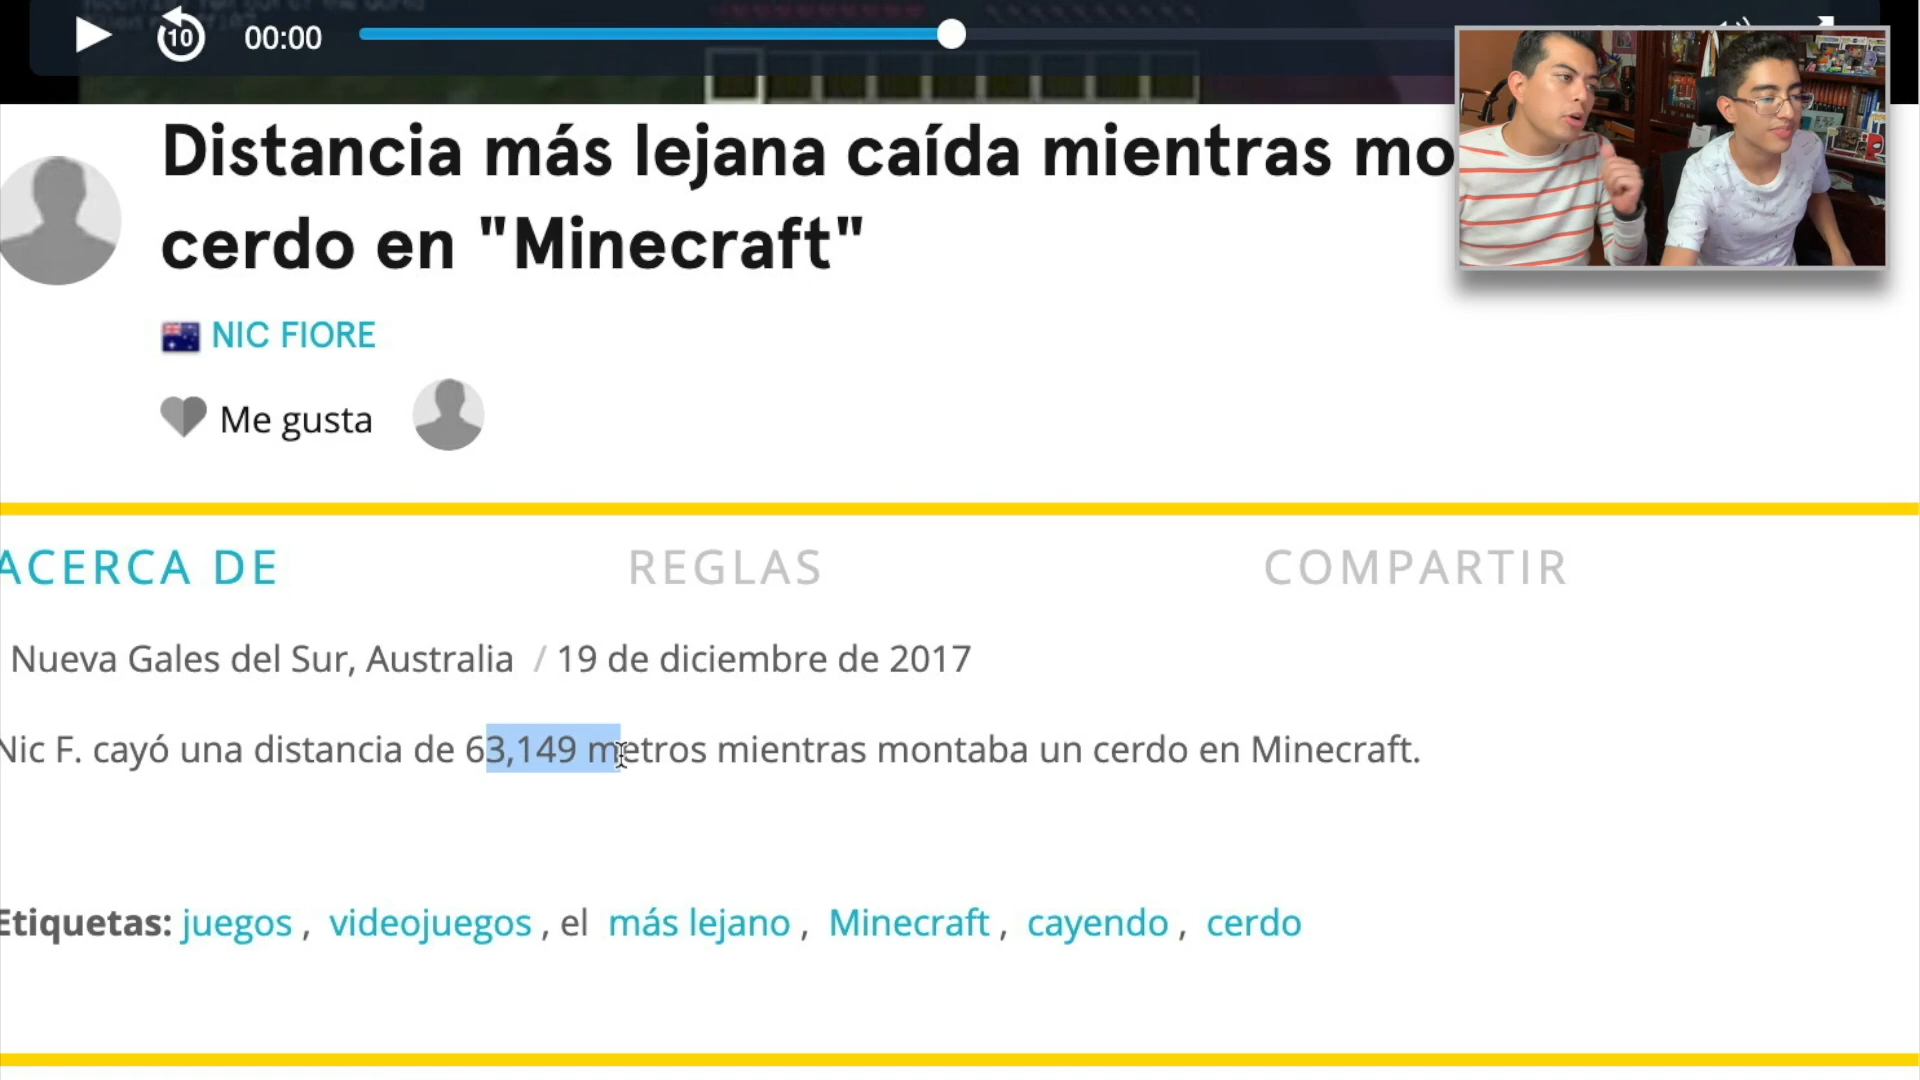 10
00:00
Distancia más lejana caída mientras mo
cerdo en "Minecraft"
NIC FIORE
Me gusta
ACERCA DE
REGLAS
COMPARTIR
Nueva Gales del Sur, Australia / 19 de diciembre de 2017
Nic F. cayó una distancia de 63,149 metros mientras montaba un cerdo en Minecraft.
Etiquetas: juegos , videojuegos , el más lejano , Minecraft , cayendo , cerdo